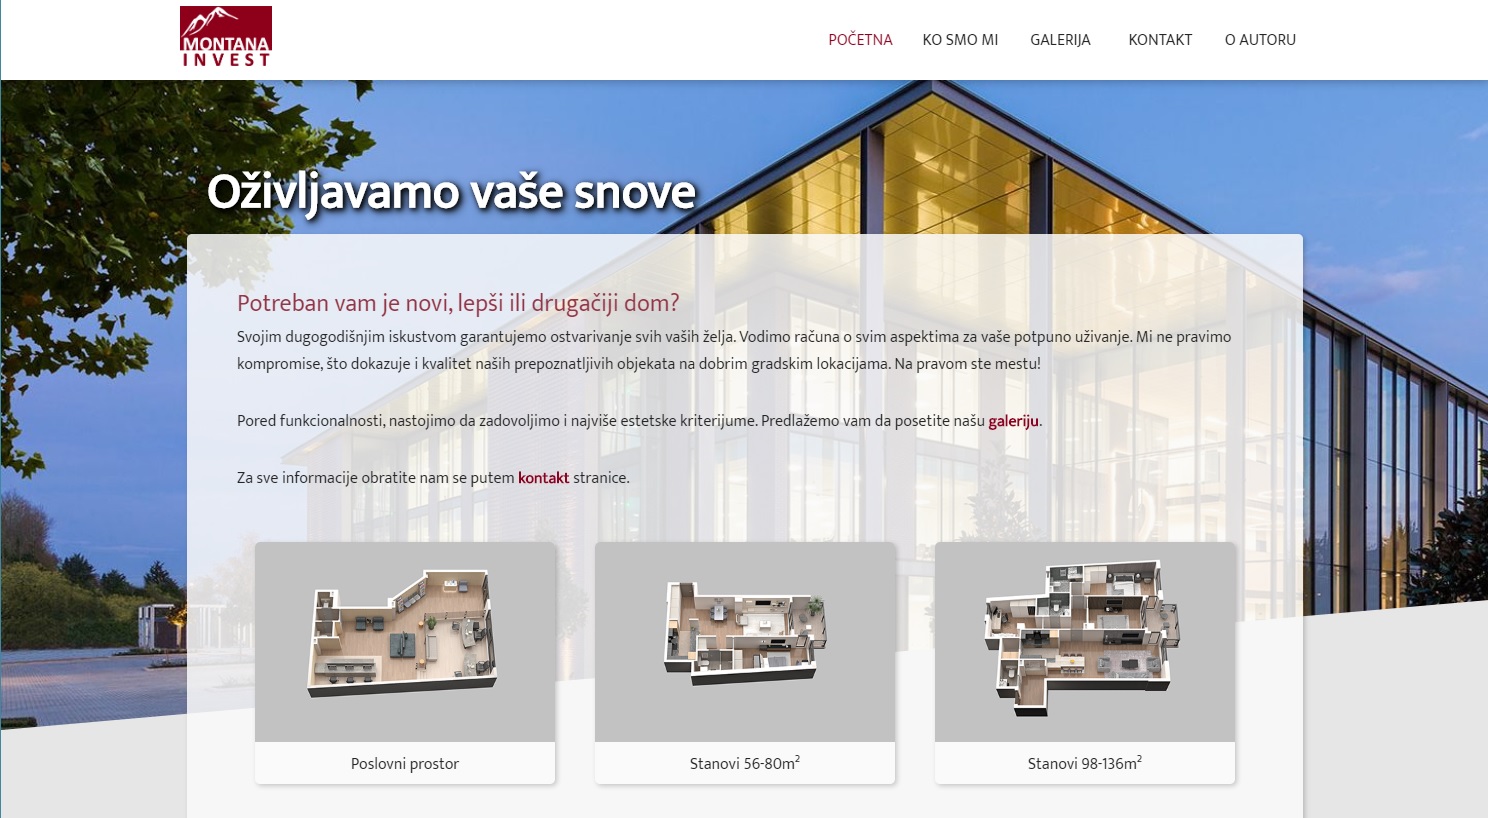 MONTANA
INVEST
POČETNA
KO SMO MI
GALERIJA
KONTAKT
O AUTORU
Oživljavamo vaše snove
Potreban vam je novi, lepši ili drugačiji dom?
Svojim dugogodišnjim iskustvom garantujemo ostvarivanje svih vaših želja. Vodimo računa o svim aspektima za vaše potpuno uživanje. Mi ne pravimo
kompromise, što dokazuje i kvalitet naših prepoznatljivih objekata na dobrim gradskim lokacijama. Na pravom ste mestu!
Pored funkcionalnosti, nastojimo da zadovoljimo i najviše estetske kriterijume. Predlažemo vam da posetite našu galeriju.
Za sve informacije obratite nam se putem kontakt stranice.
Poslovni prostor
Stanovi 56-80m²
Stanovi 98-136m²